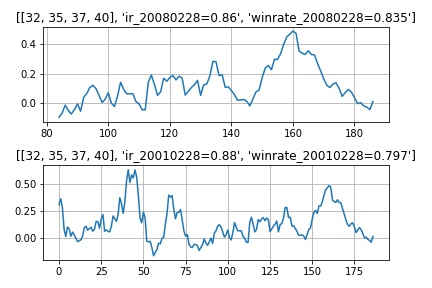 [[32, 35, 37, 40], 'ir_20080228=0.86', 'winrate_20080228=0.835']
0.4
0.2
0.0
80 100 120 140 160 180
[[32, 35, 37, 40], 'ir_20010228=0.88', 'winrate_20010228=0.797']
0.50
0.25
0.00
0 25 50 75 100 125 150 175